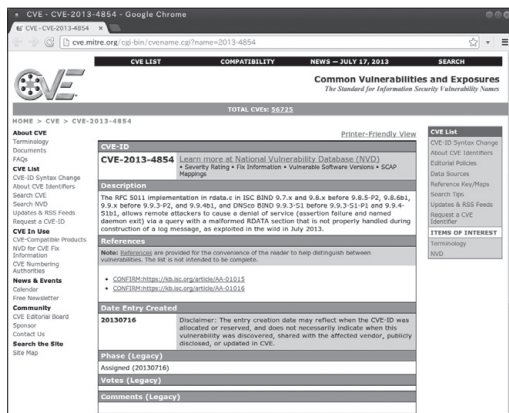 CVE - CVE-2013-4854 - Google Chrome
CVE - CVE-2013-4854
cve.mitre.org/cgi-bin/cvename.cgi?name=2013-4854
CVE LIST
COMPATIBILITY
NEWS — JULY 17, 2013
SEARCH
CVE
Common Vulnerabilities and Exposures
The Standard for Information Security Vulnerability Names
TOTAL CVEs: 56725
HOME > CVE > CVE-2013-4854
About CVE
Terminology
Documents
FAQs
CVE List
CVE-ID Syntax Change
About CVE Identifiers
Search CVE
Search NVD
Updates & RSS Feeds
Request a CVE-ID
CVE In Use
CVE-Compatible Products
NVD for CVE Fix
Information
CVE Numbering
Authorities
News & Events
Calendar
Free Newsletter
Community
CVE Editorial Board
Sponsor
Contact Us
Search the Site
Site Map
Printer-Friendly View
CVE-ID
CVE-2013-4854
Learn more at National Vulnerability Database (NVD)
• Severity Rating • Fix Information • Vulnerable Software Versions • SCAP
Mappings
Description
The RFC 5011 implementation in rdata.c in ISC BIND 9.7.x and 9.8.x before 9.8.5-P2, 9.8.6b1,
9.9.x before 9.9.3-P2, and 9.9.4b1, and DNSco BIND 9.9.3-S1 before 9.9.3-S1-P1 and 9.9.4-
S1b1, allows remote attackers to cause a denial of service (assertion failure and named
daemon exit) via a query with a malformed RDATA section that is not properly handled during
construction of a log message, as exploited in the wild in July 2013.
References
Note: References are provided for the convenience of the reader to help distinguish between
vulnerabilities. The list is not intended to be complete.
• CONFIRM:https://kb.isc.org/article/AA-01015
• CONFIRM:https://kb.isc.org/article/AA-01016
Date Entry Created
20130716
Disclaimer: The entry creation date may reflect when the CVE-ID was
allocated or reserved, and does not necessarily indicate when this
vulnerability was discovered, shared with the affected vendor, publicly
disclosed, or updated in CVE.
Phase (Legacy)
Assigned (20130716)
Votes (Legacy)
Comments (Legacy)
CVE List
CVE-ID Syntax Change
About CVE Identifiers
Editorial Policies
Data Sources
Reference Key/Maps
Search Tips
Updates & RSS Feeds
Request a CVE
Identifier
ITEMS OF INTEREST
Terminology
NVD